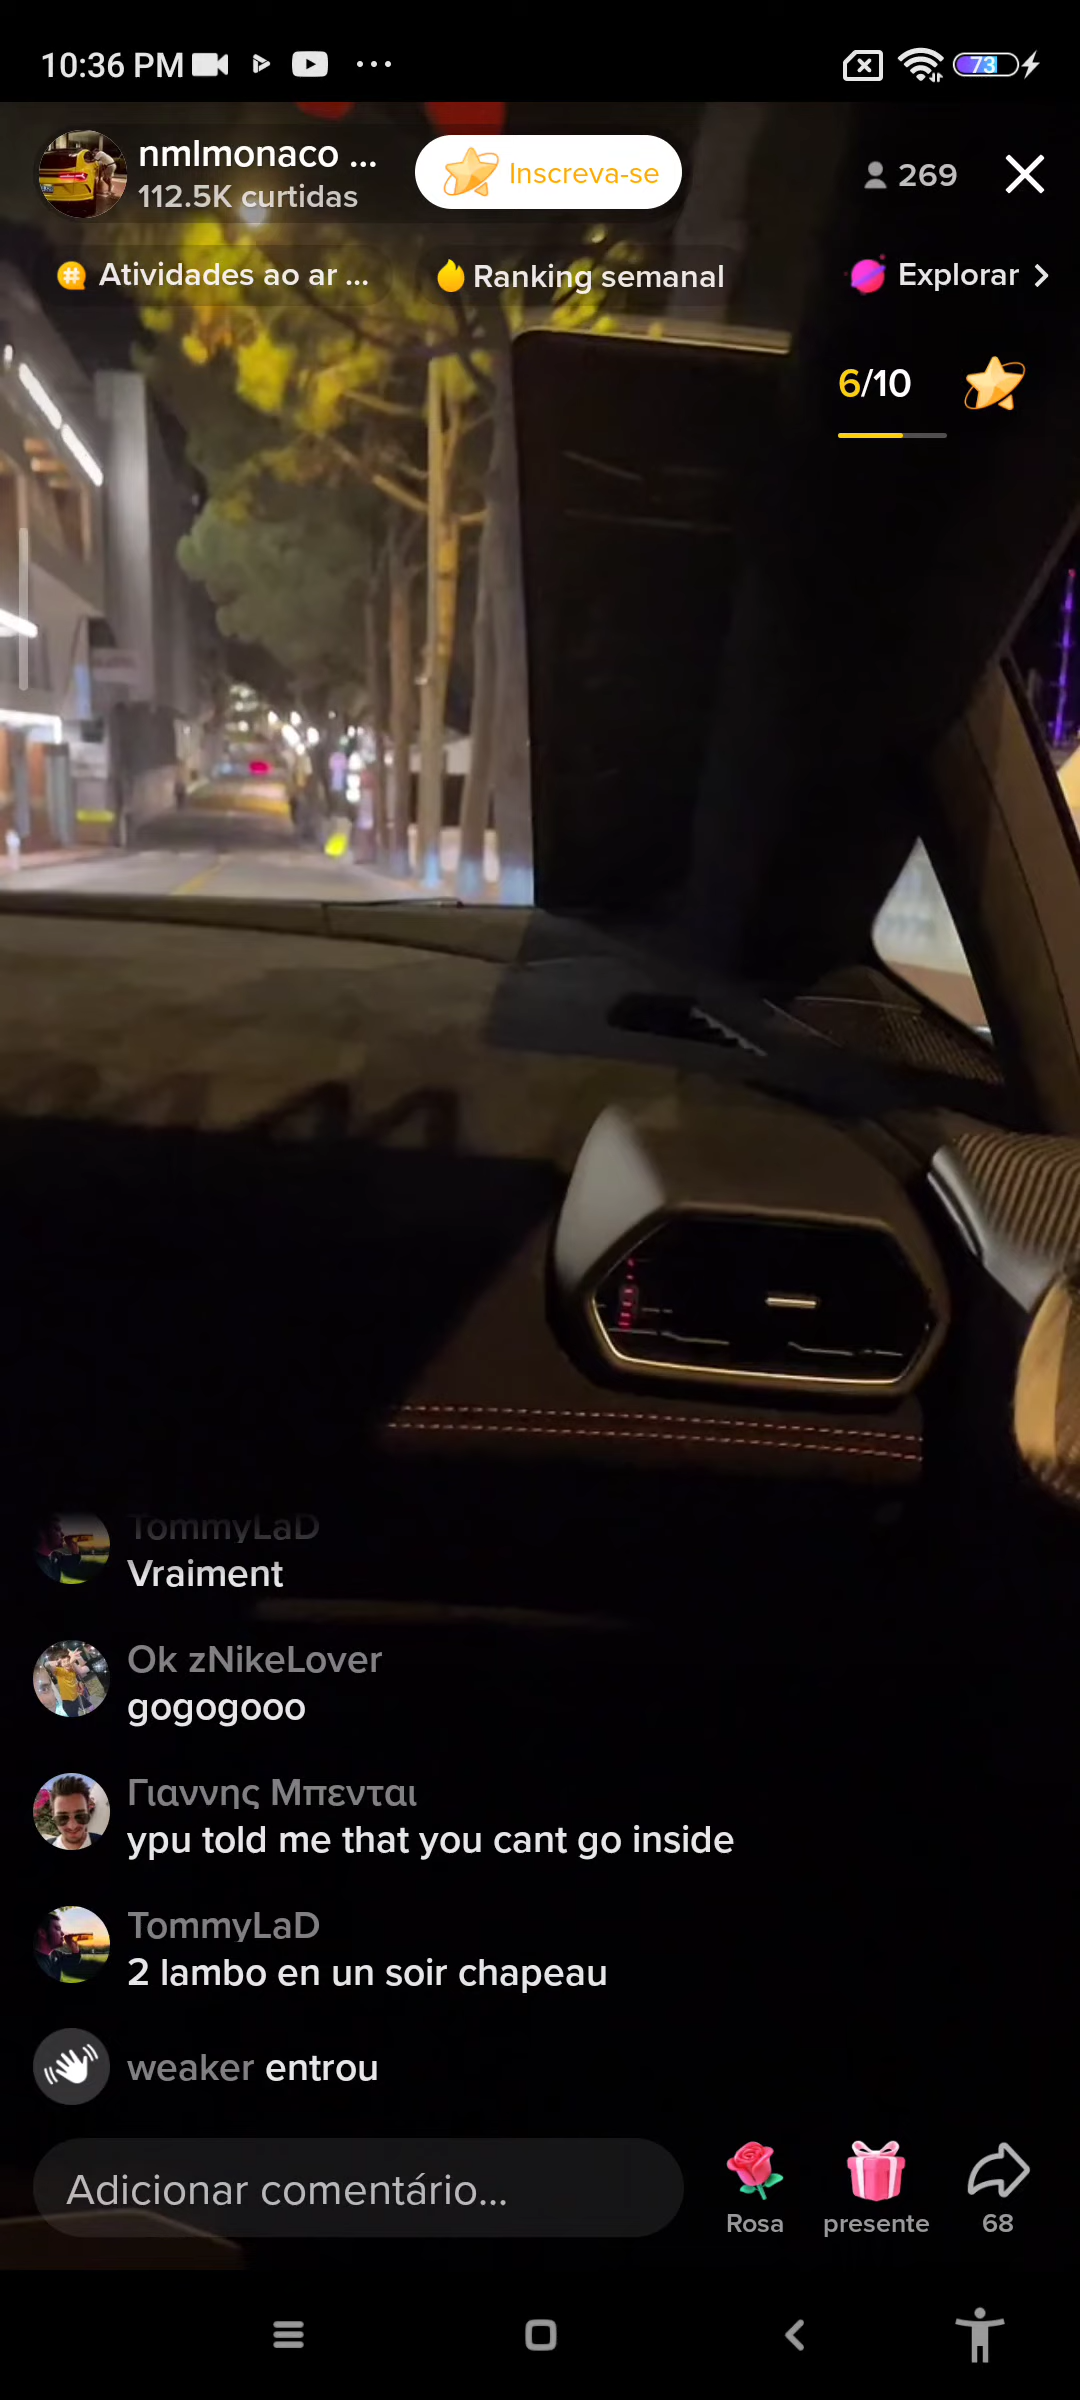 10:36 PM
73
nmlmonaco ...
112.5K curtidas
Inscreva-se
269
Atividades ao ar ...
Ranking semanal
Explorar
6/10
TommyLaD
Vraiment
Ok zNikeLover
gogogooo
Γιαννης Μπενται
ypu told me that you cant go inside
TommyLaD
2 lambo en un soir chapeau
weaker entrou
Adicionar comentário...
Rosa
presente
68